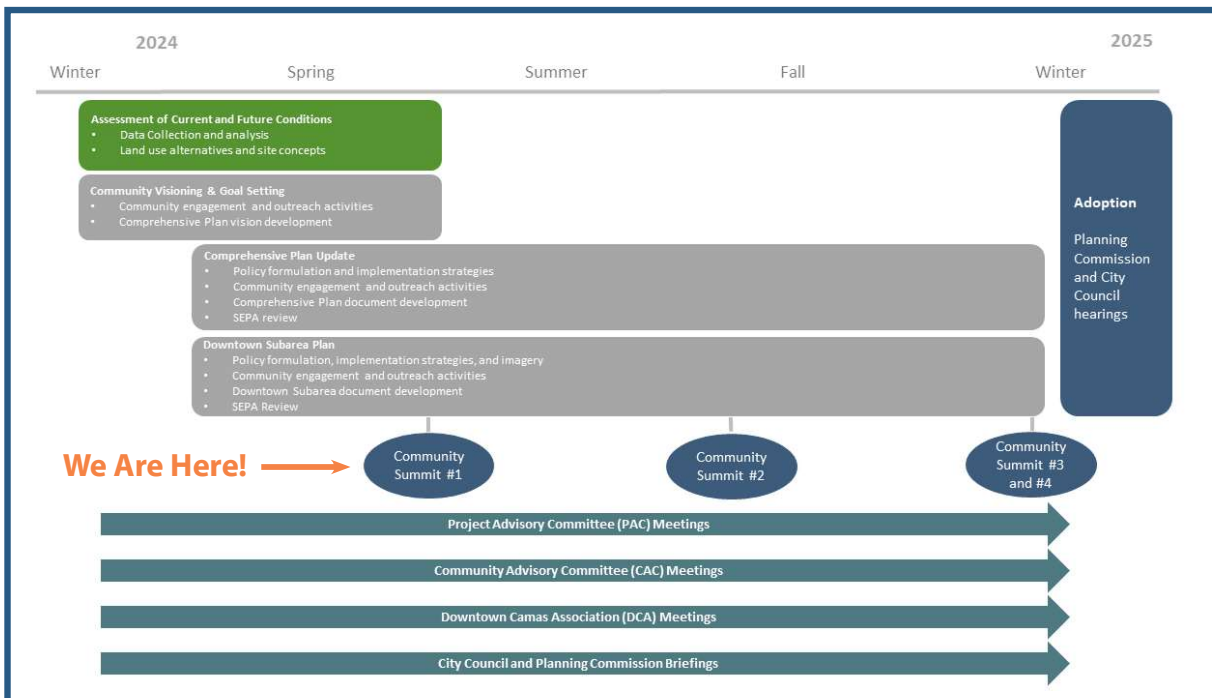 2024
2025
Winter
Spring
Summer
Fall
Winter
Assessment of Current and Future Conditions
• Data Collection and analysis
• Land use alternatives and site concepts
Community Visioning & Goal Setting
• Community engagement and outreach activities
• Comprehensive Plan vision development
Comprehensive Plan Update
• Policy formulation and implementation strategies
• Community engagement and outreach activities
• Comprehensive Plan document development
• SEPA review
Downtown Subarea Plan
• Policy formulation, implementation strategies, and imagery
• Community engagement and outreach activities
• Downtown Subarea document development
• SEPA Review
Adoption
Planning
Commission
and City
Council
hearings
We Are Here!
Community
Summit #1
Community
Summit #2
Community
Summit #3
and #4
Project Advisory Committee (PAC) Meetings
Community Advisory Committee (CAC) Meetings
Downtown Camas Association (DCA) Meetings
City Council and Planning Commission Briefings